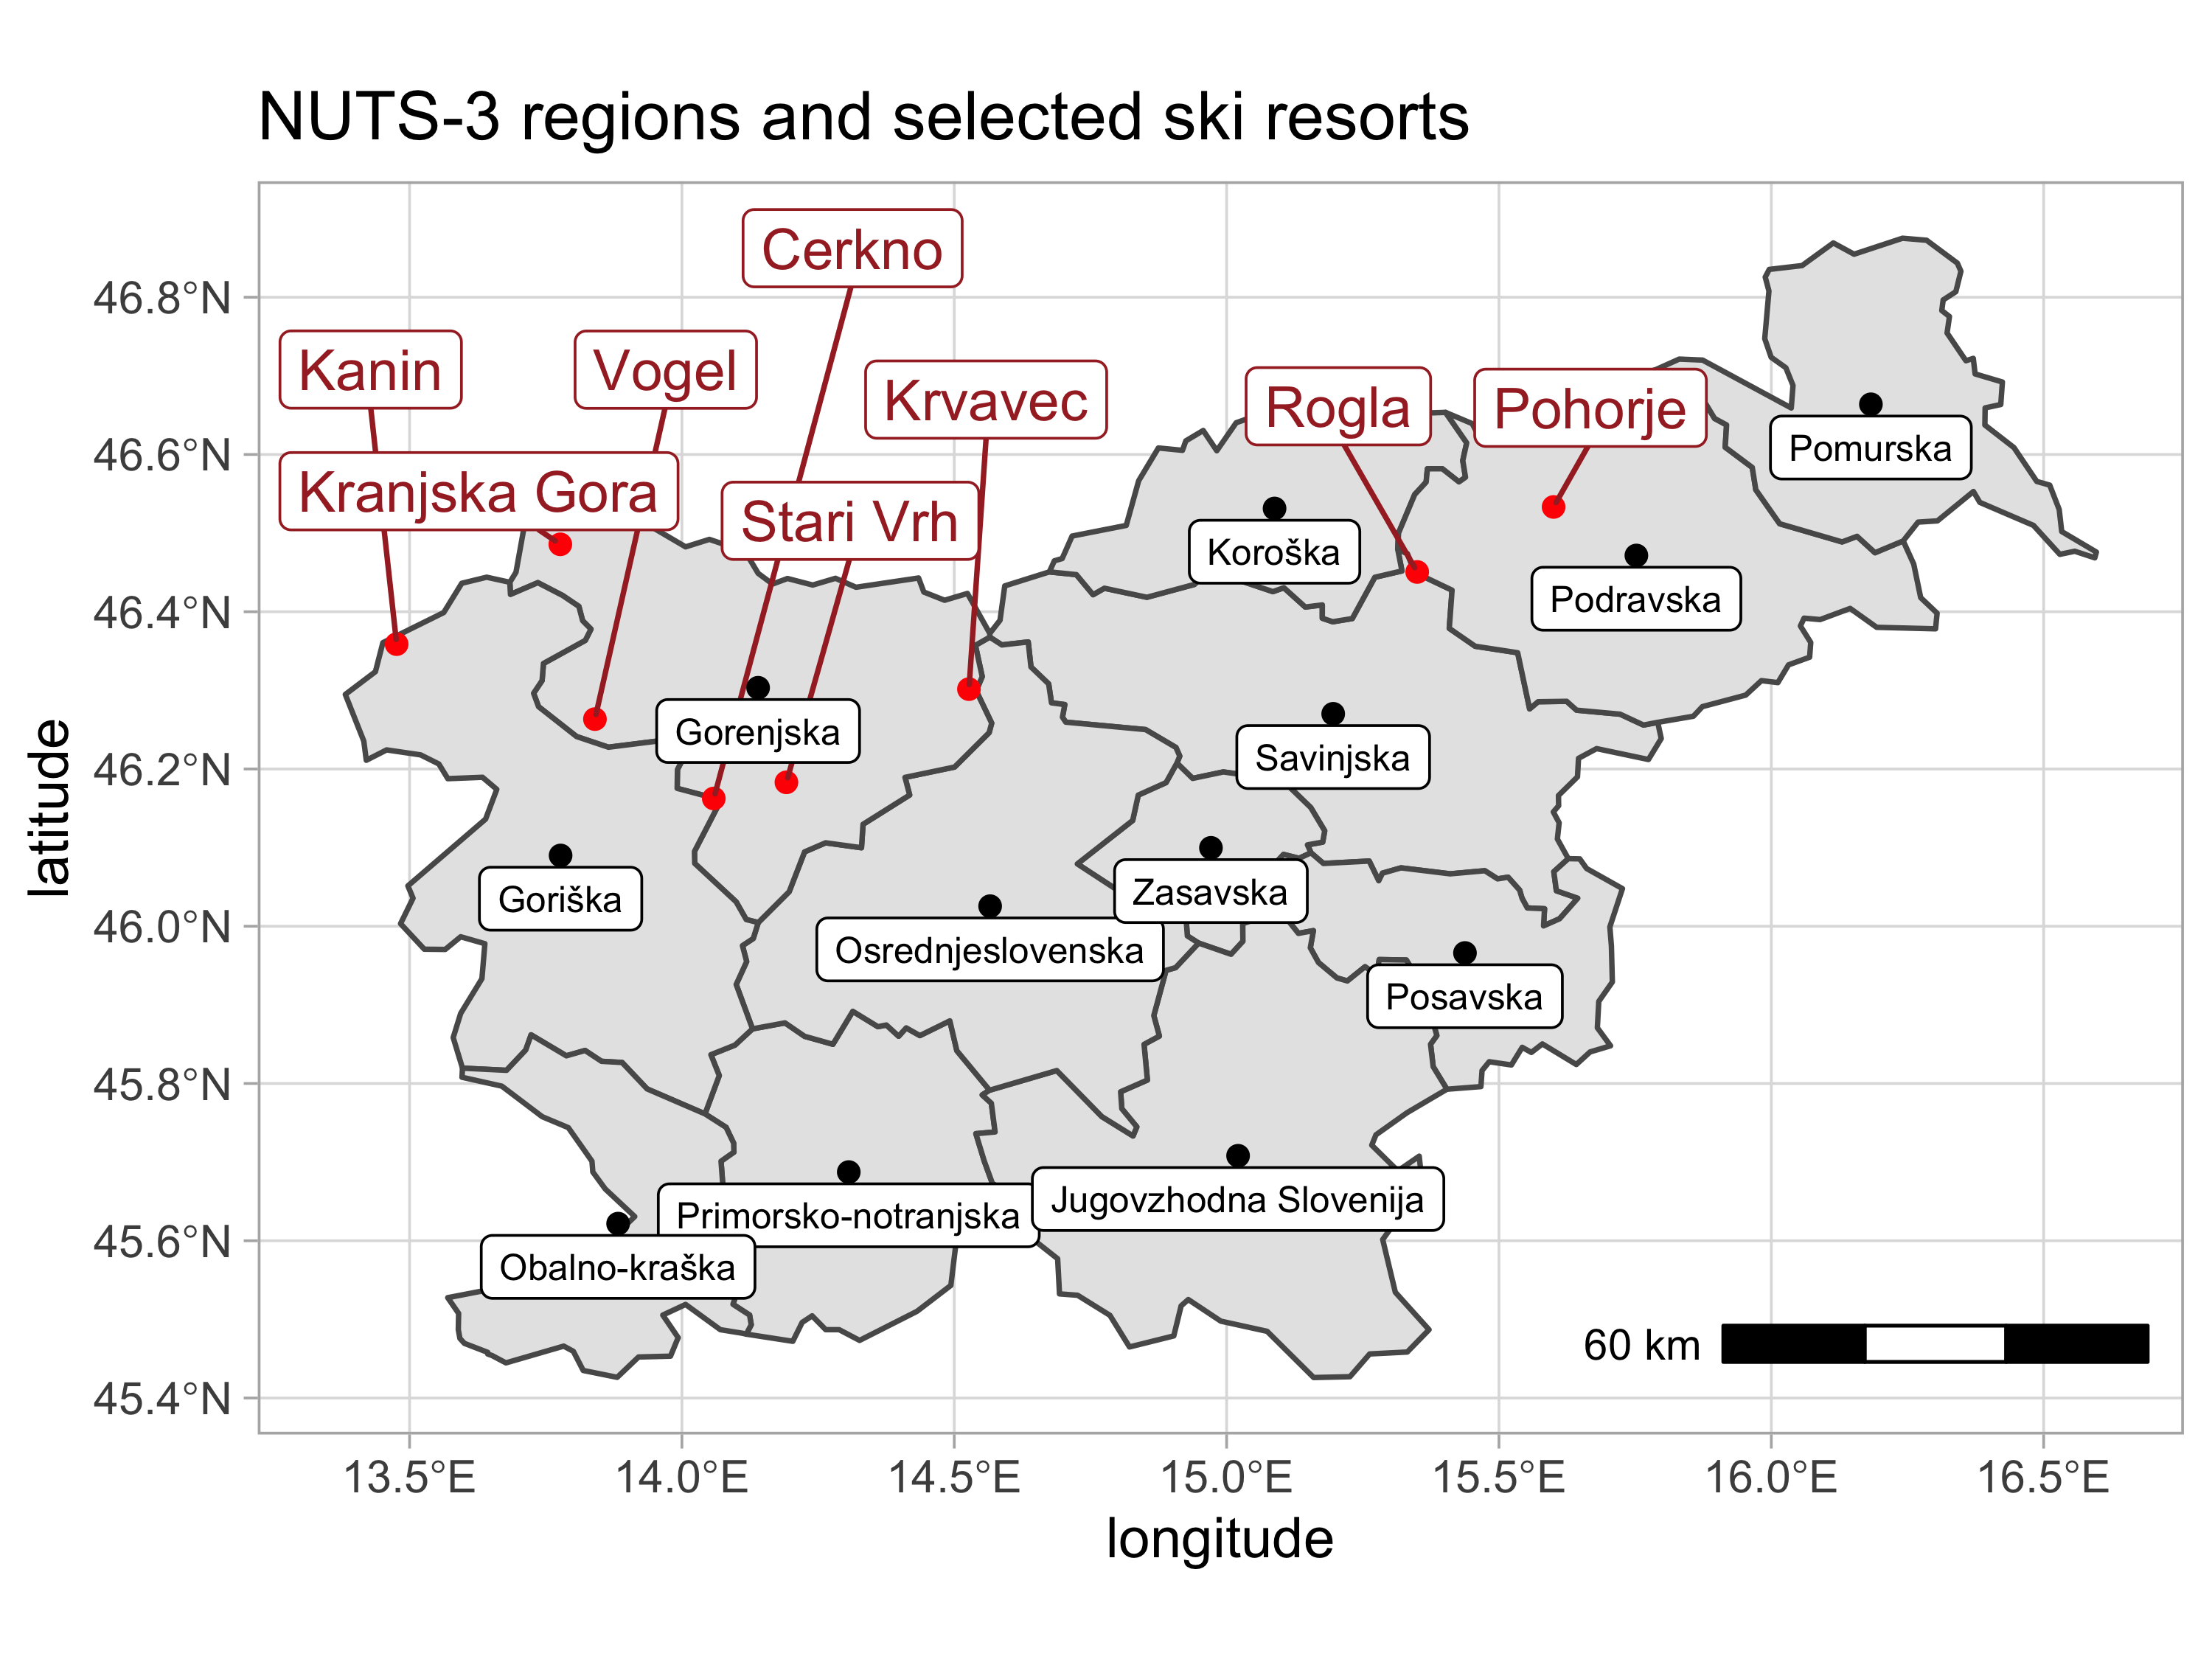 NUTS-3 regions and selected ski resorts
Cerkno
46.8°N
Kanin
Vogel
Krvavec
Rogla
Pohorje
Pomurska
46.6°N
Kranjska Gora
Stari Vrh
Koroška
Podravska
46.4°N
Gorenjska
Savinjska
46.2°N
Goriška
Zasavska
46.0°N
Osrednjeslovenska
Posavska
45.8°N
Primorsko-notranjska
Jugovzhodna Slovenija
45.6°N
Obalno-kraška
60 km
45.4°N
latitude
13.5°E 14.0°E 14.5°E 15.0°E 15.5°E 16.0°E 16.5°E
longitude